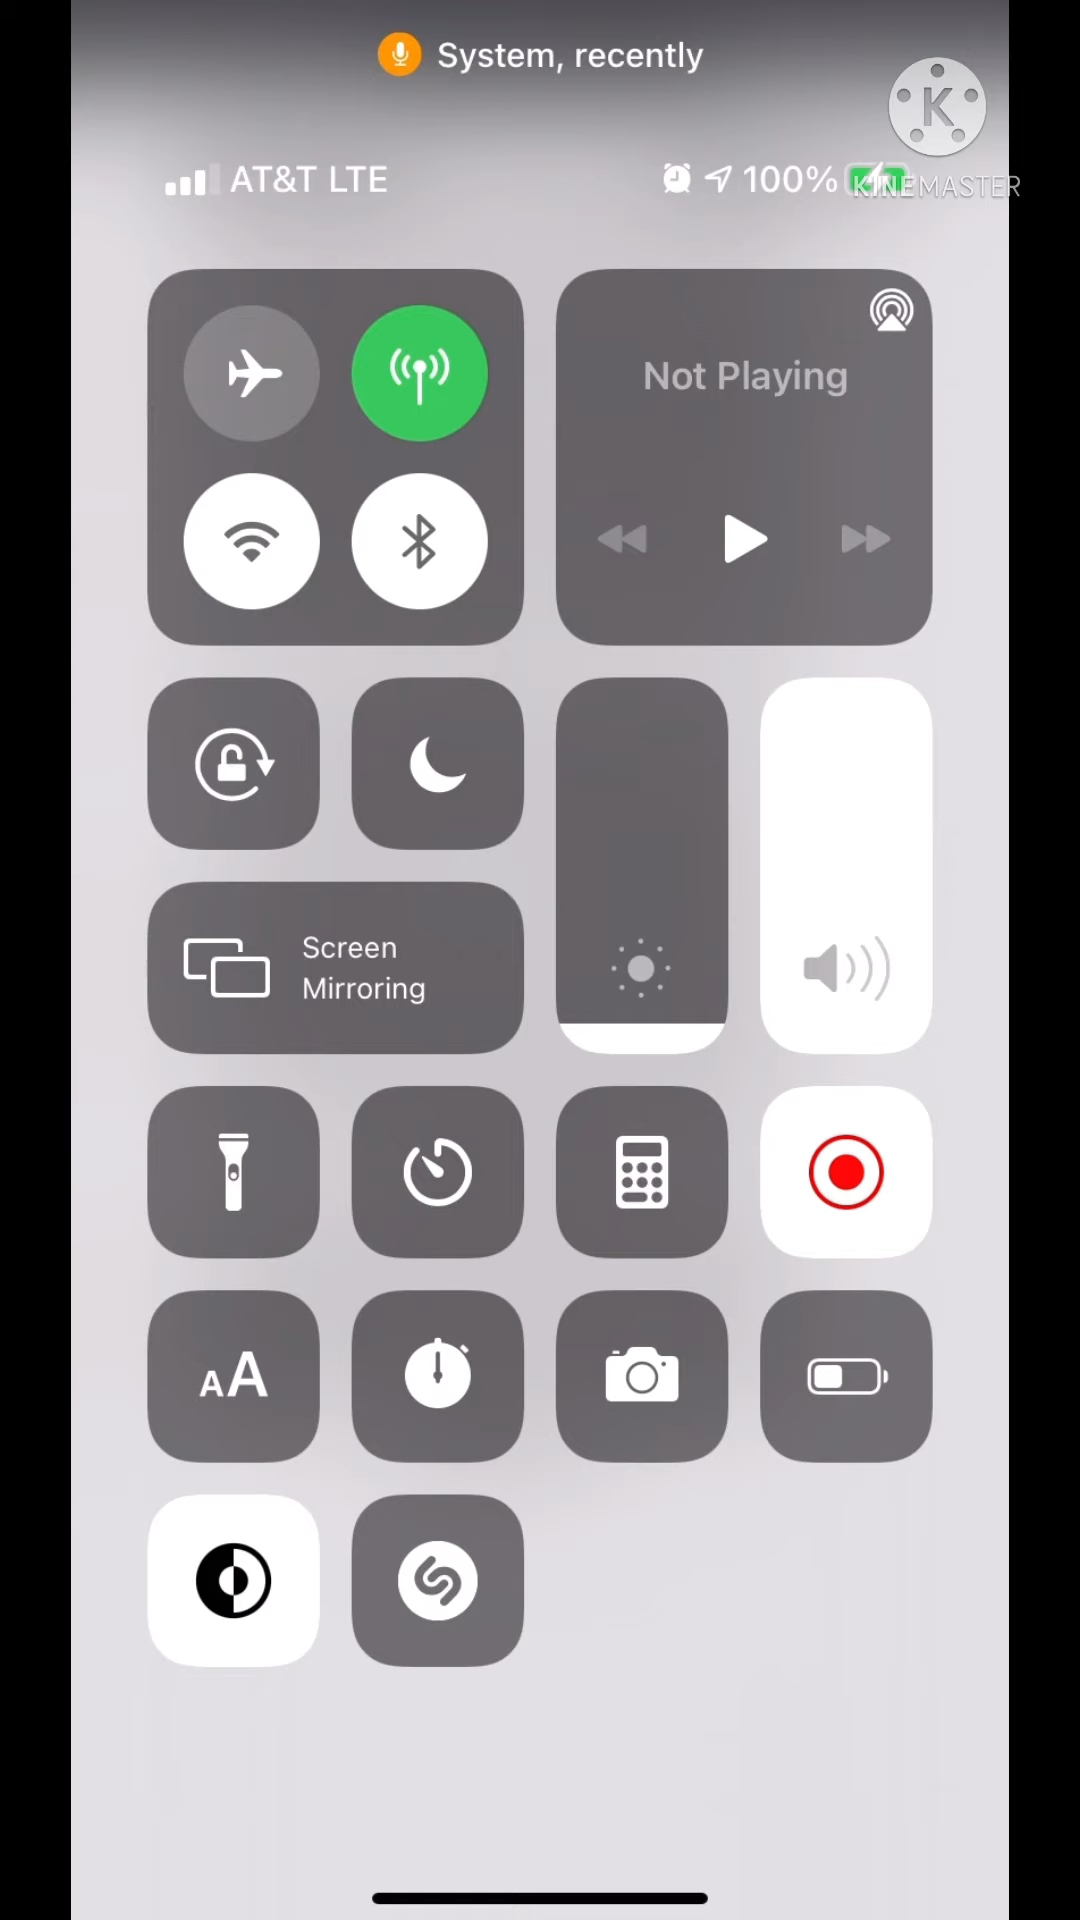 System, recently
K
AT&T LTE
100%
KINEMASTER
Not Playing
Screen
Mirroring
AA